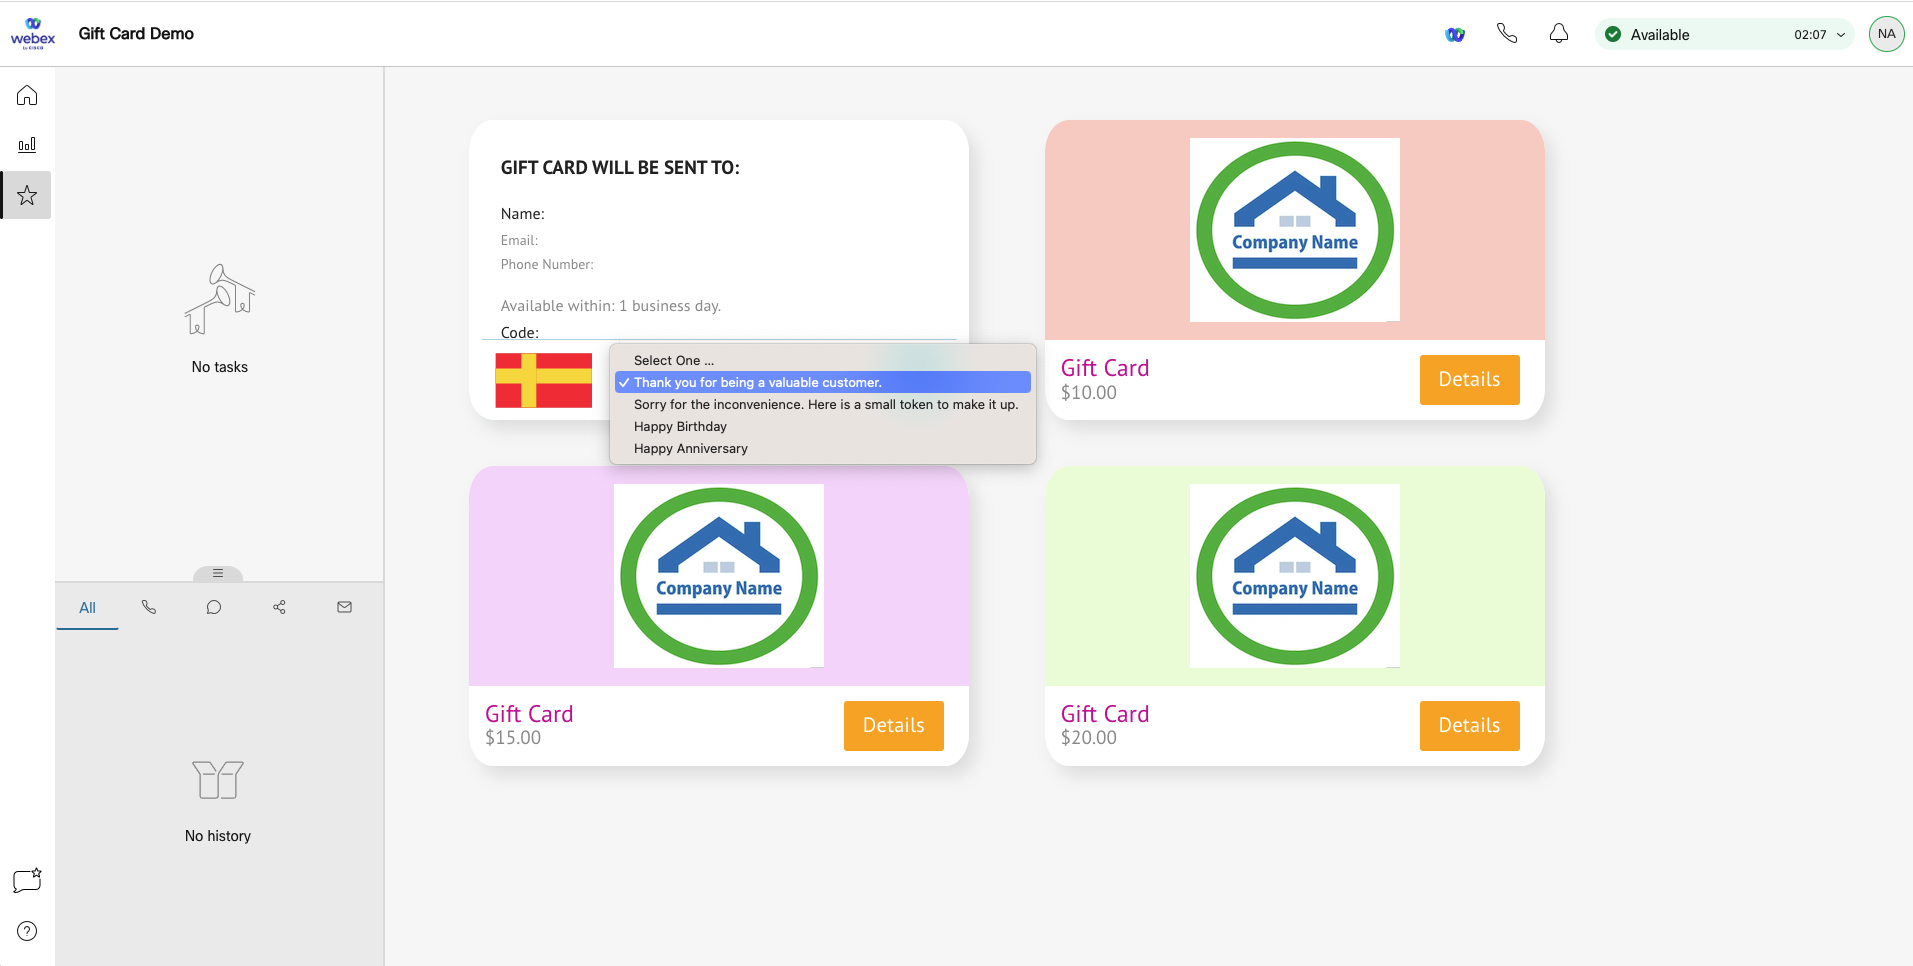 webex
by CISCO
Gift Card Demo
Available
02:07
NA
No tasks
All
No history
GIFT CARD WILL BE SENT TO:
Name:
Email:
Phone Number:
Available within: 1 business day.
Code:
Select One ...
✓ Thank you for being a valuable customer.
Sorry for the inconvenience. Here is a small token to make it up.
Happy Birthday
Happy Anniversary
Company Name
Gift Card
$10.00
Details
Company Name
Gift Card
$15.00
Details
Company Name
Gift Card
$20.00
Details